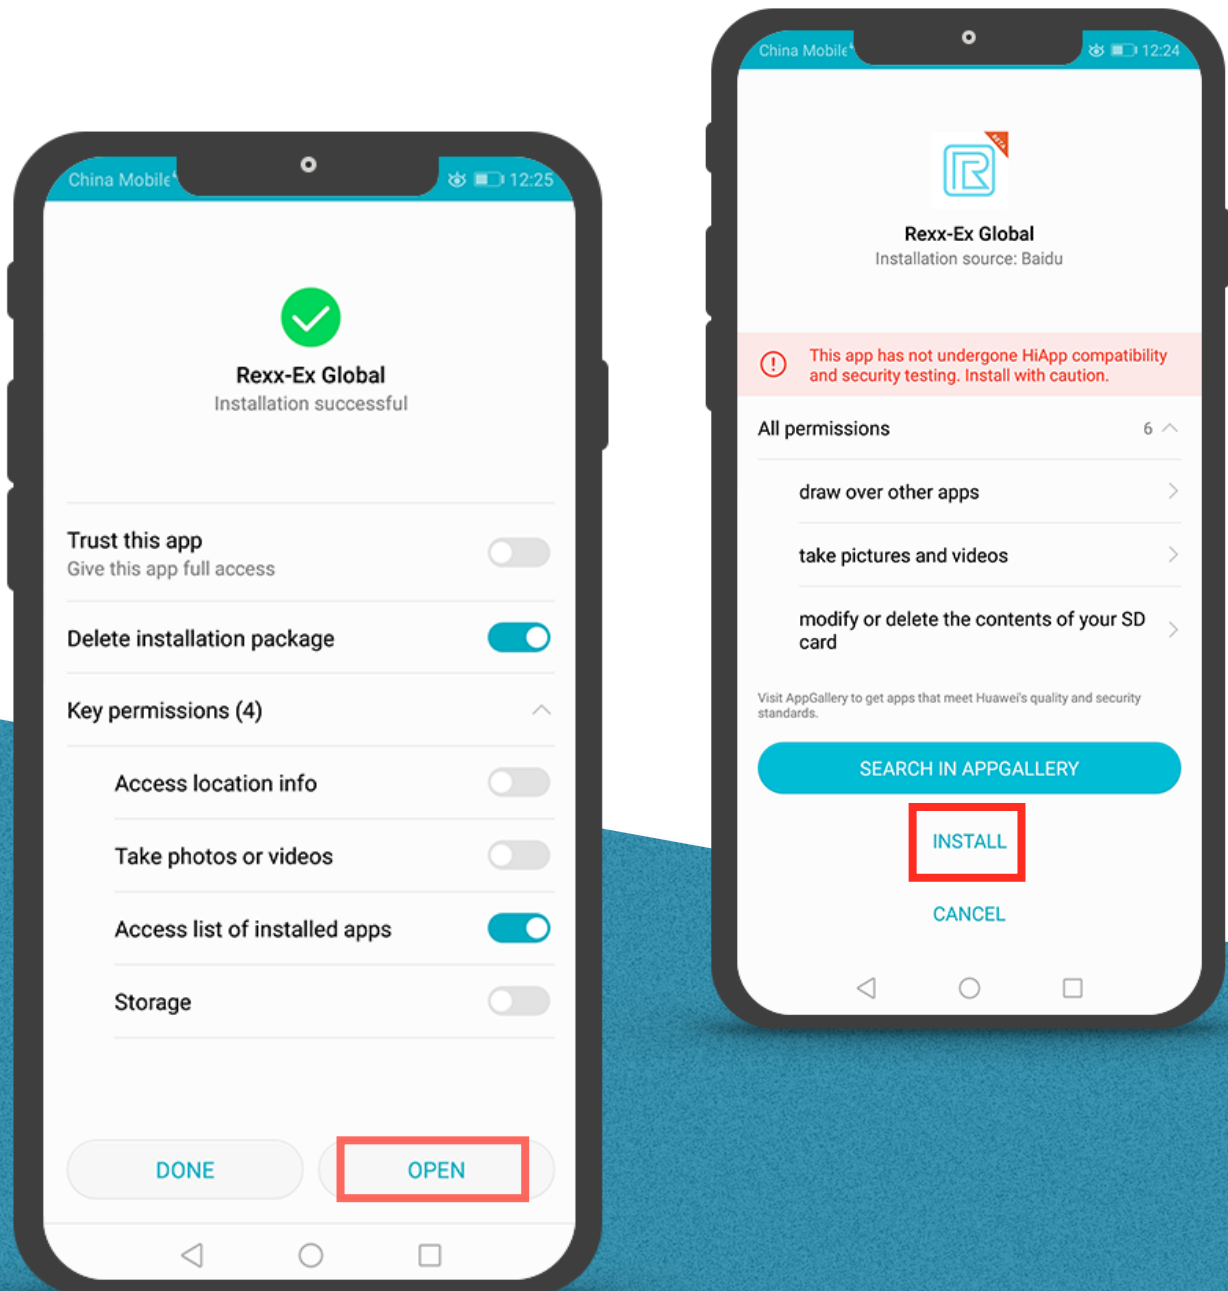 China Mobile
12:25
Rexx-Ex Global
Installation successful
Trust this app
Give this app full access
Delete installation package
Key permissions (4)
Access location info
Take photos or videos
Access list of installed apps
Storage
DONE
OPEN
China Mobile
12:24
BETA
Rexx-Ex Global
Installation source: Baidu
This app has not undergone HiApp compatibility
and security testing. Install with caution.
All permissions
6
draw over other apps
take pictures and videos
modify or delete the contents of your SD
card
Visit AppGallery to get apps that meet Huawei's quality and security
standards.
SEARCH IN APPGALLERY
INSTALL
CANCEL